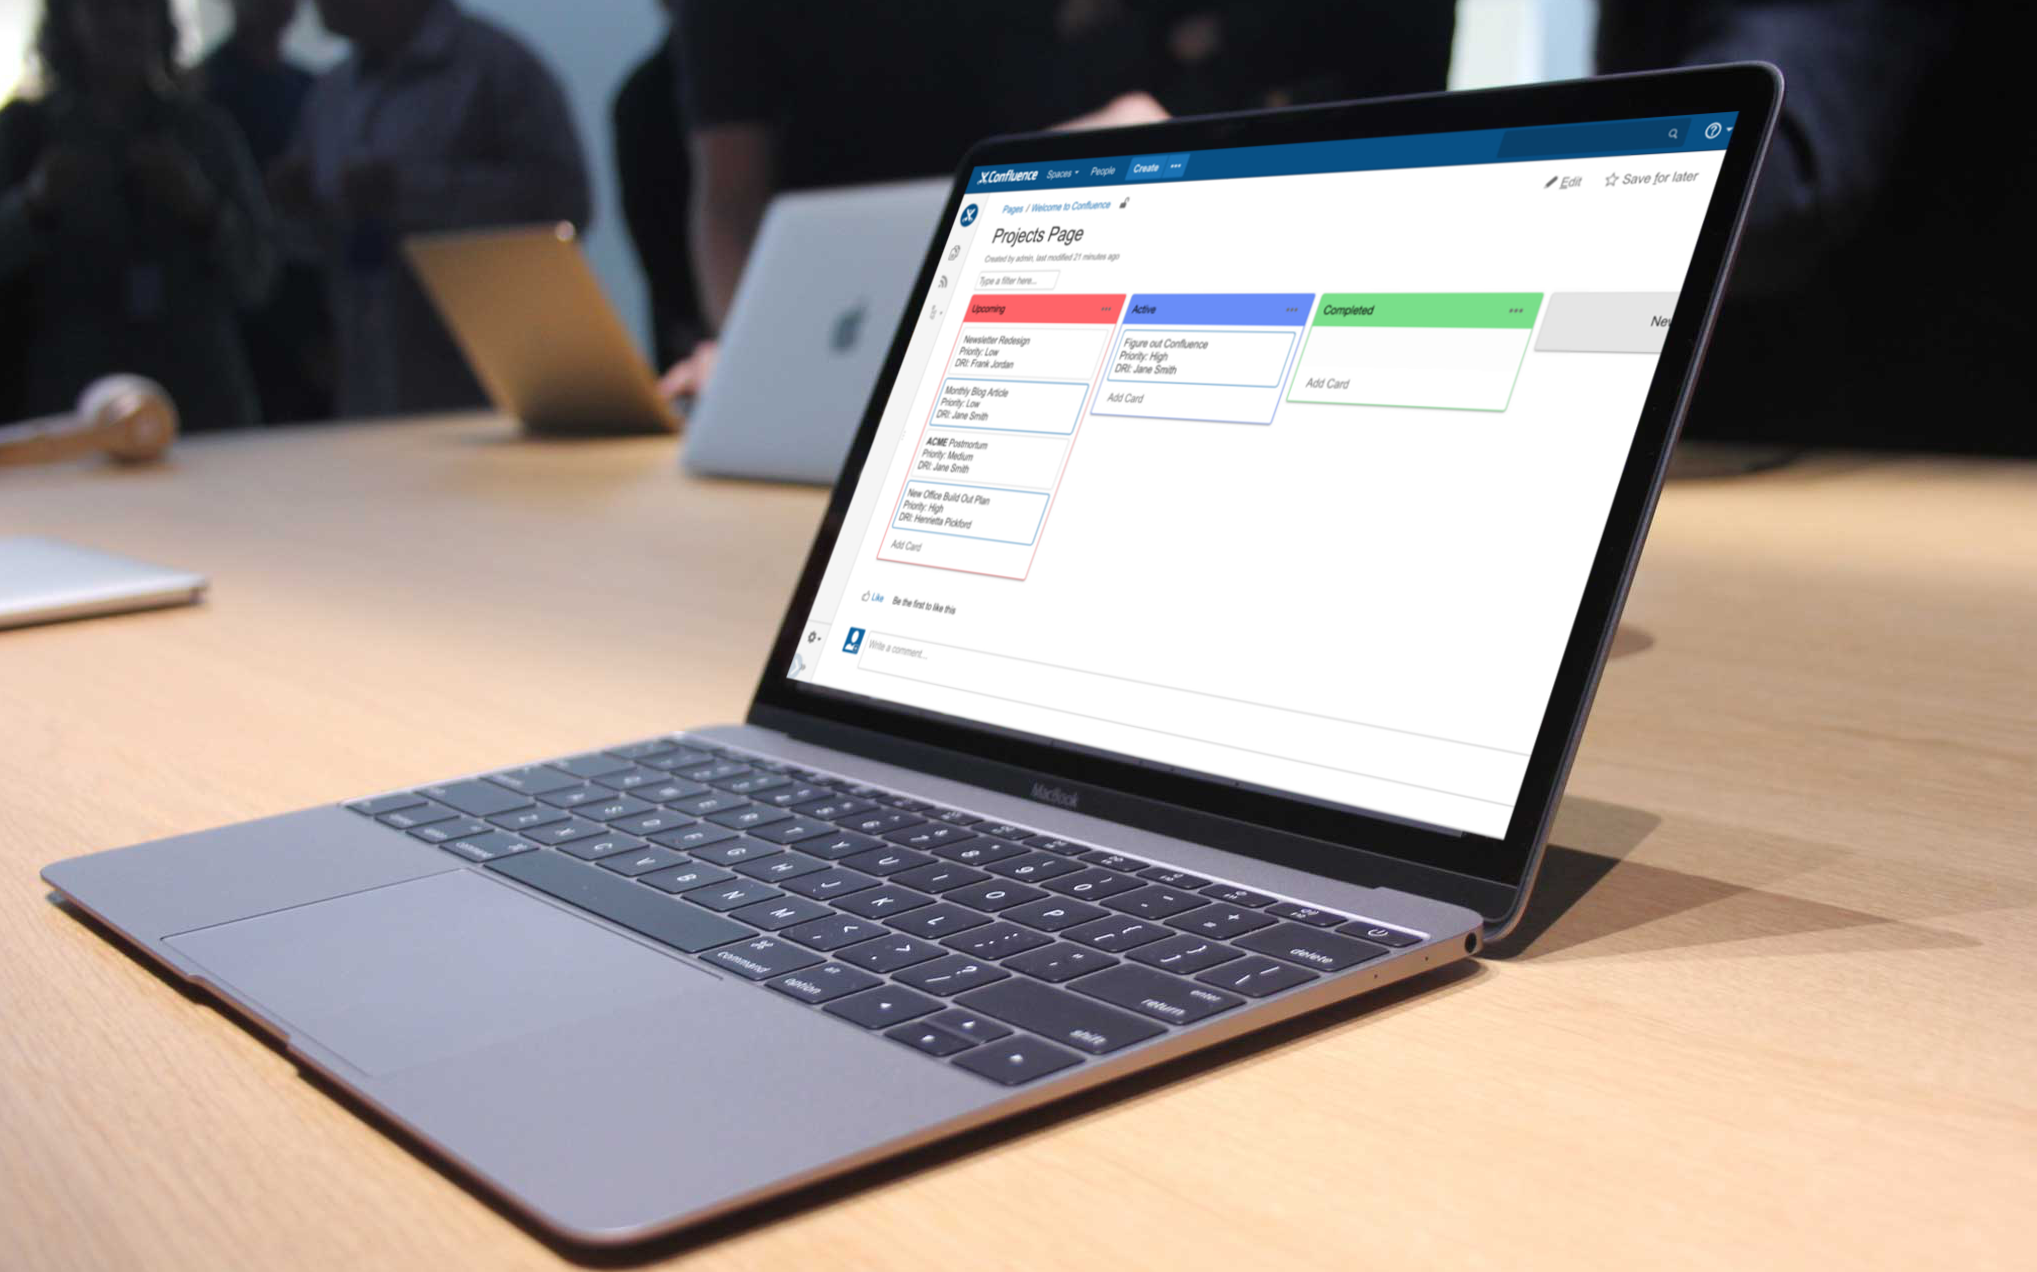 Confluence Spaces People Create
Edit Save for later
Pages / Welcome to Confluence
Projects Page
Created by admin, last modified 21 minutes ago
Type a filter here...
Upcoming
Newsletter Redesign
Priority: Low
DRI: Frank Jordan
Monthly Blog Article
Priority: Low
DRI: Jane Smith
ACME Postmortum
Priority: Medium
DRI: Jane Smith
New Office Build Out Plan
Priority: High
DRI: Henrietta Pickford
Add Card
Active
Figure out Confluence
Priority: High
DRI: Jane Smith
Add Card
Completed
Add Card
Like Be the first to like this
Write a comment...
MacBook
delete
Y U I O P
enter
return
G H J K L
shift
C V B N M
command
option
command
alt
option